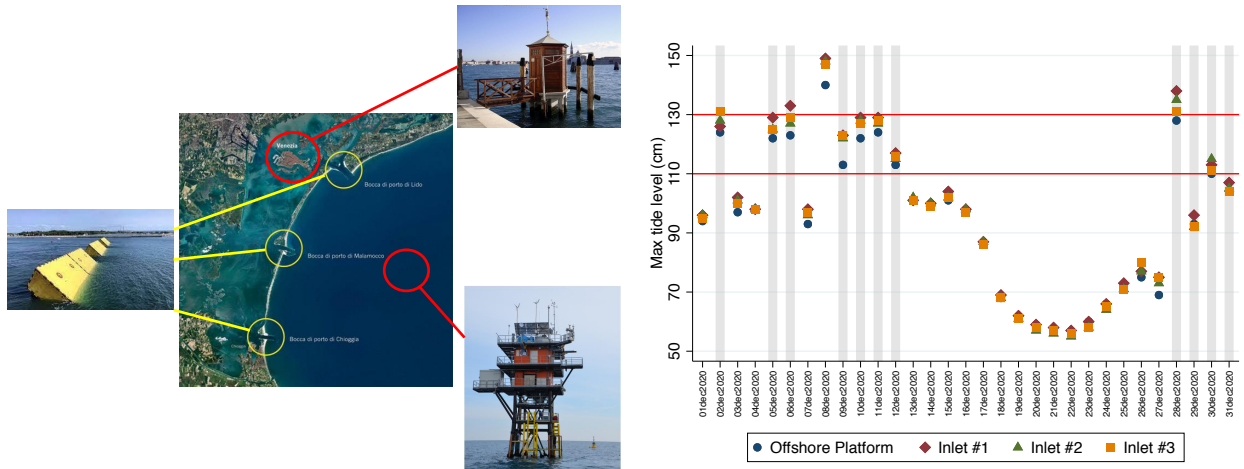 Venezia
Bocca di porto di Lido
Bocca di porto di Malamocco
Bocca di porto di Chioggia
Max tide level (cm)
150
130
110
90
70
50
01dec2020
02dec2020
03dec2020
04dec2020
05dec2020
06dec2020
07dec2020
08dec2020
09dec2020
10dec2020
11dec2020
12dec2020
13dec2020
14dec2020
15dec2020
16dec2020
17dec2020
18dec2020
19dec2020
20dec2020
21dec2020
22dec2020
23dec2020
24dec2020
25dec2020
26dec2020
27dec2020
28dec2020
29dec2020
30dec2020
31dec2020
Offshore Platform Inlet #1 Inlet #2 Inlet #3